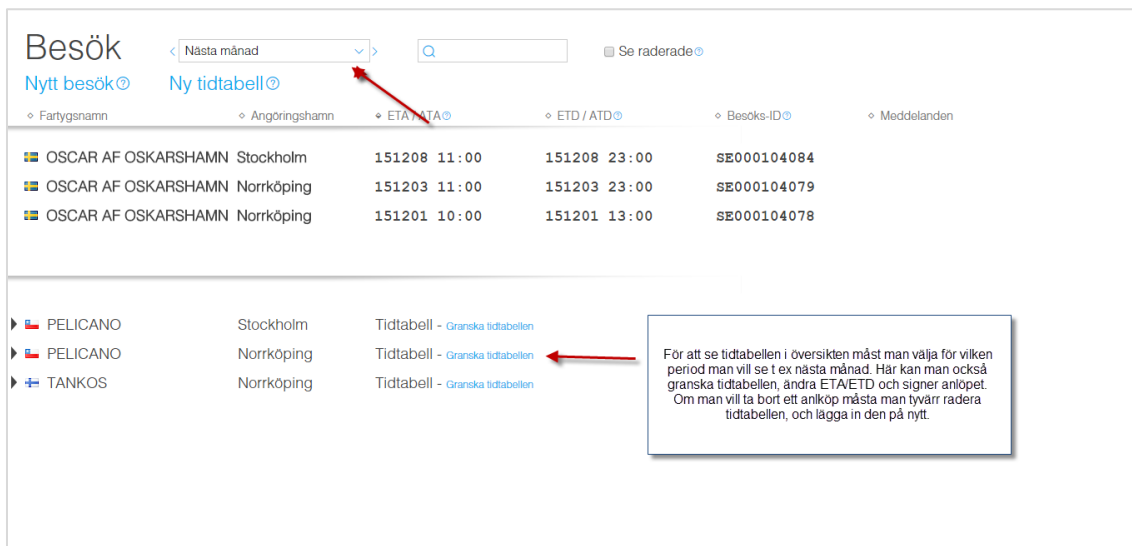 Besök
Nästa månad
Se raderade
Nytt besök Ny tidtabell
Fartygsnamn Angöringshamn ETA / ATA ETD / ATD Besöks-ID Meddelanden
OSCAR AF OSKARSHAMN Stockholm 151208 11:00 151208 23:00 SE000104084
OSCAR AF OSKARSHAMN Norrköping 151203 11:00 151203 23:00 SE000104079
OSCAR AF OSKARSHAMN Norrköping 151201 10:00 151201 13:00 SE000104078
PELICANO Stockholm Tidtabell - Granska tidtabellen
PELICANO Norrköping Tidtabell - Granska tidtabellen
TANKOS Norrköping Tidtabell - Granska tidtabellen
För att se tidtabellen i översikten måst man välja för vilken
period man vill se t ex nästa månad. Här kan man också
granska tidtabellen, ändra ETA/ETD och signer anlöpet.
Om man vill ta bort ett anlköp måsta man tyvärr radera
tidtabellen, och lägga in den på nytt.